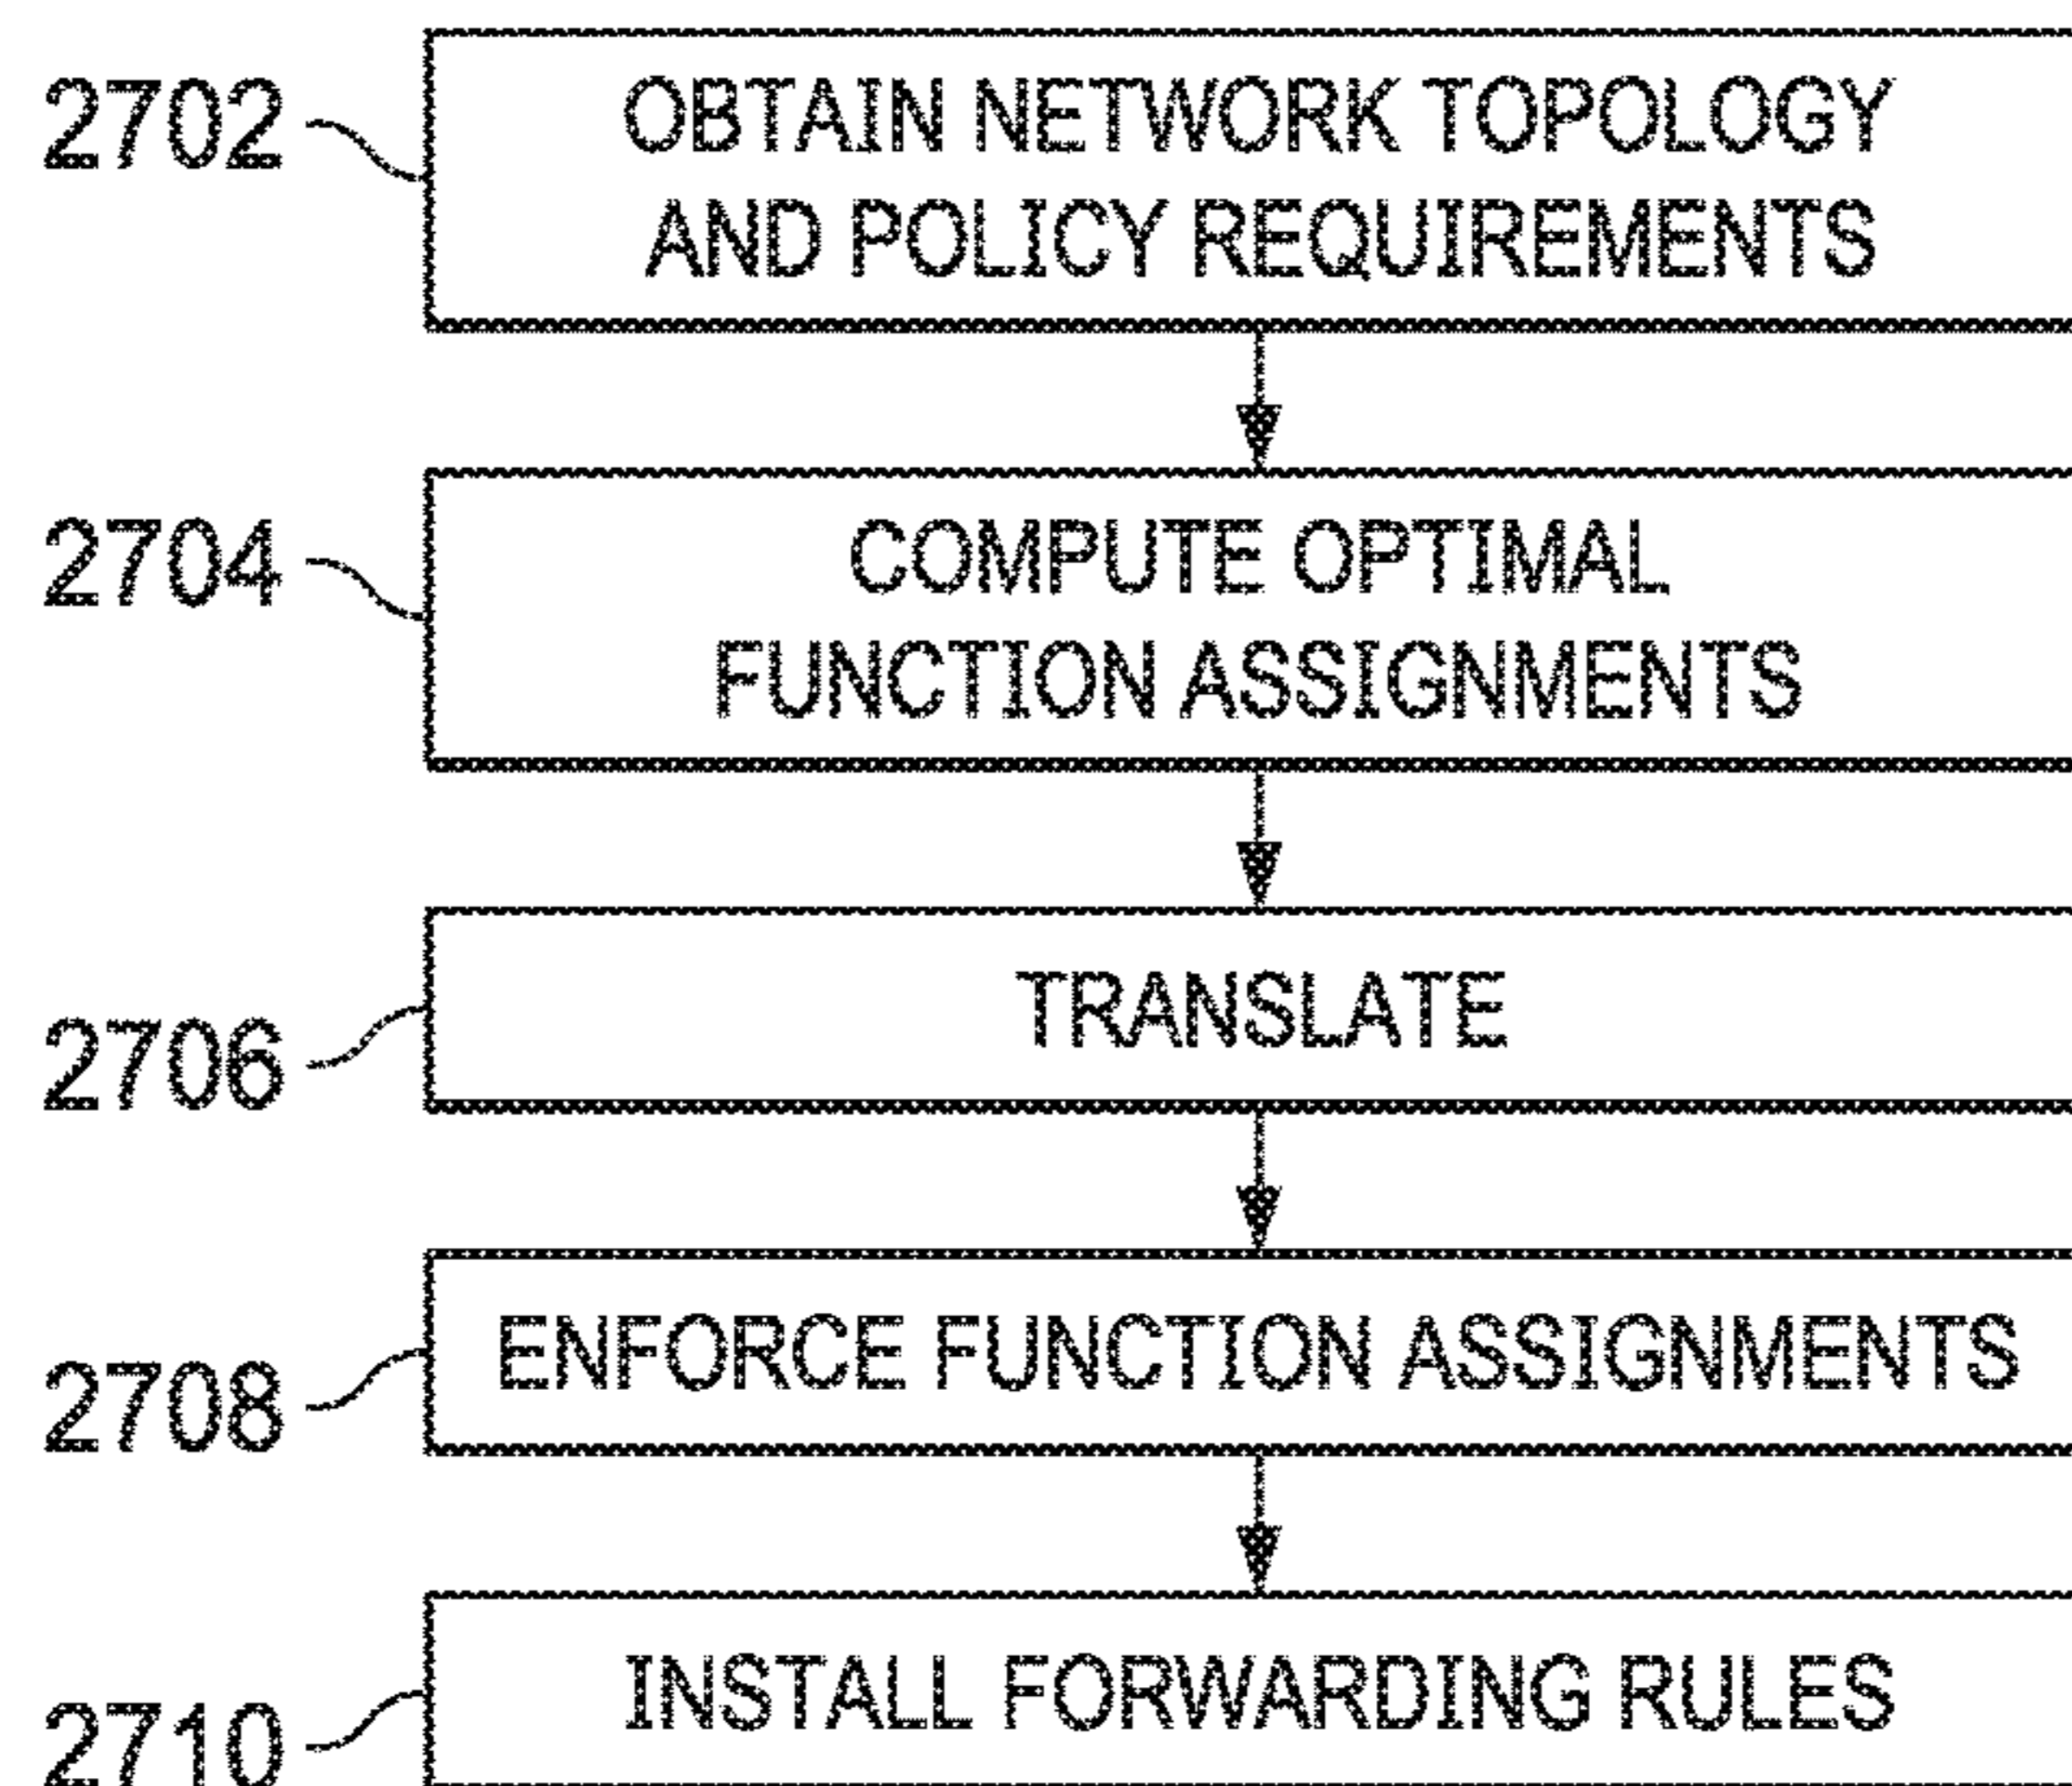 2702
OBTAIN NETWORK TOPOLOGY
AND POLICY REQUIREMENTS
2704
COMPUTE OPTIMAL
FUNCTION ASSIGNMENTS
2706
TRANSLATE
2708
ENFORCE FUNCTION ASSIGNMENTS
2710
INSTALL FORWARDING RULES